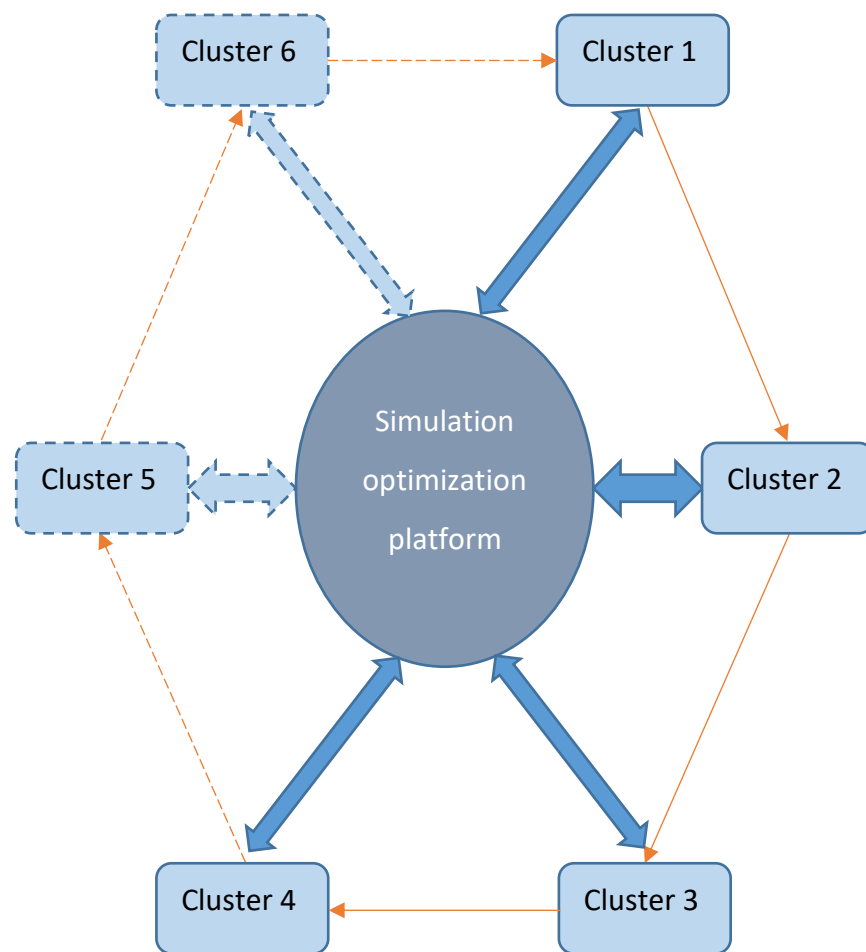 Cluster 6
Cluster 1
Simulation
optimization
platform
Cluster 5
Cluster 2
Cluster 4
Cluster 3